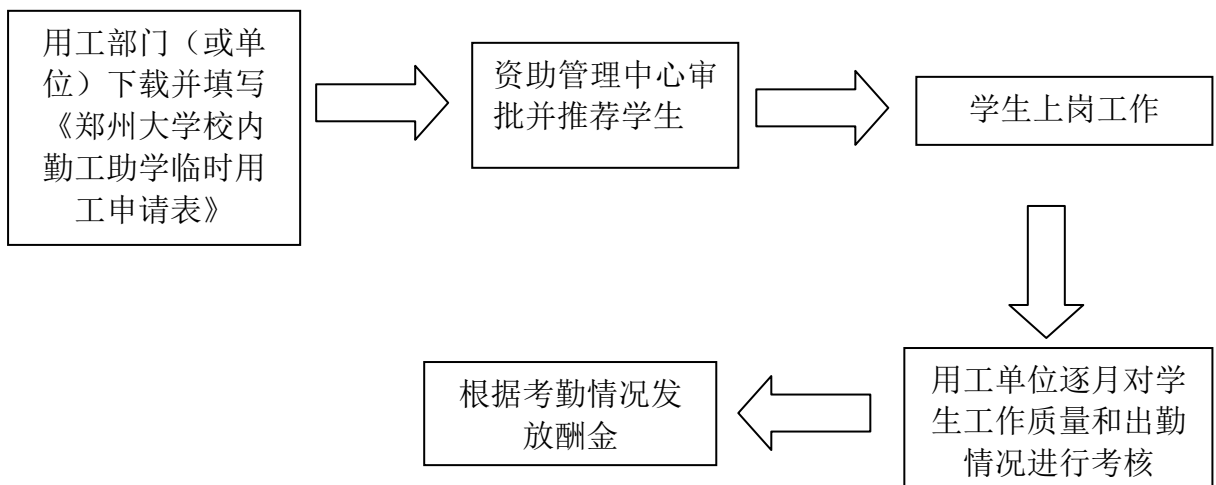 用工部门（或单
位）下载并填写
《郑州大学校内
勤工助学临时用
工申请表》
资助管理中心审
批并推荐学生
学生上岗工作
用工单位逐月对学
生工作质量和出勤
情况进行考核
根据考勤情况发
放酬金